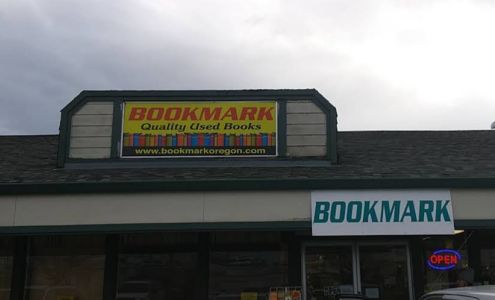 BOOKMARK
Quality Used Books
www.bookmarkoregon.com
BOOKMARK
OPEN